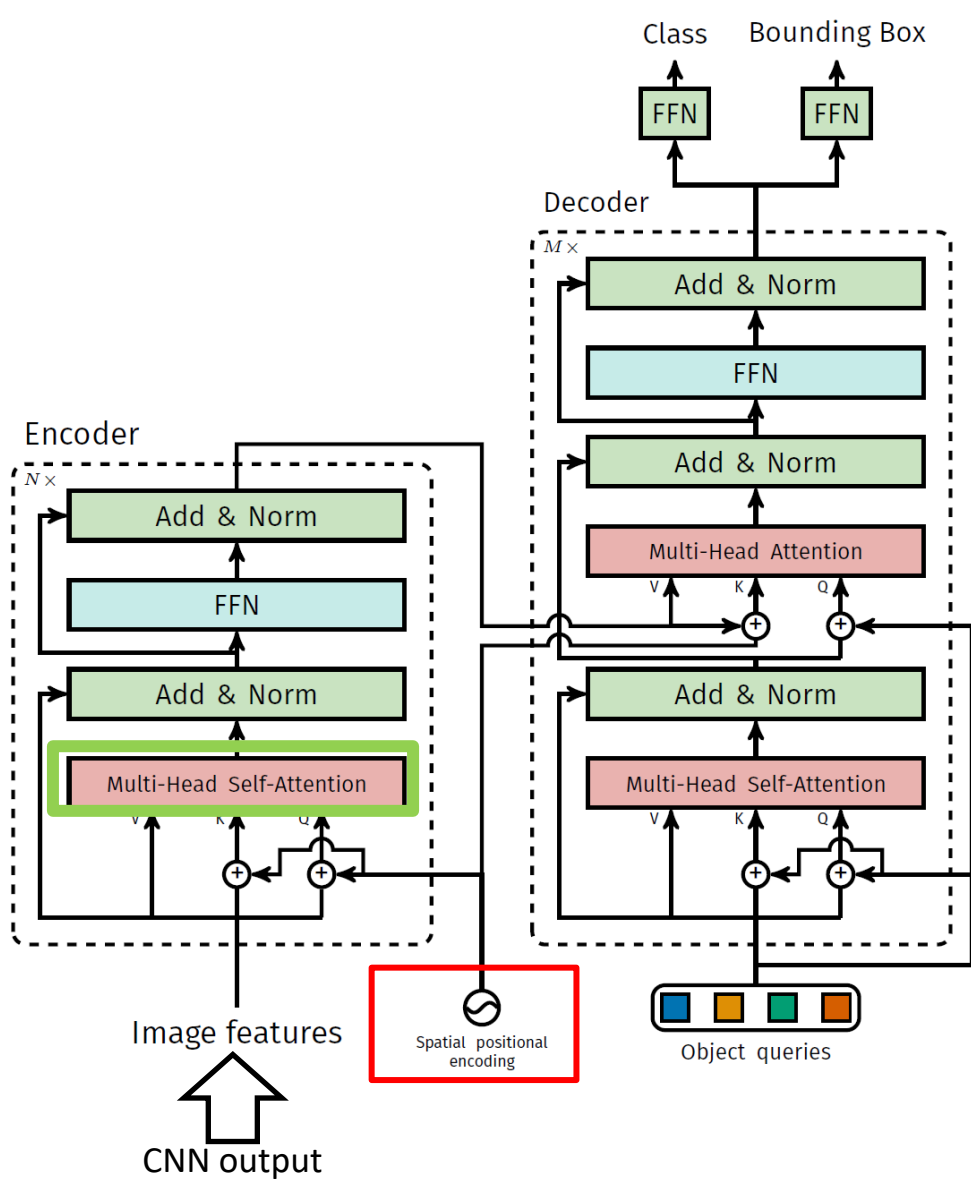 Class
Bounding Box
FFN
FFN
Decoder
M ×
Add & Norm
FFN
Add & Norm
Multi-Head Attention
V
K
Q
+
+
Add & Norm
Multi-Head Self-Attention
V
K
Q
+
+
Object queries
Encoder
N ×
Add & Norm
FFN
Add & Norm
Multi-Head Self-Attention
V
K
Q
+
+
Image features
Spatial positional
encoding
CNN output